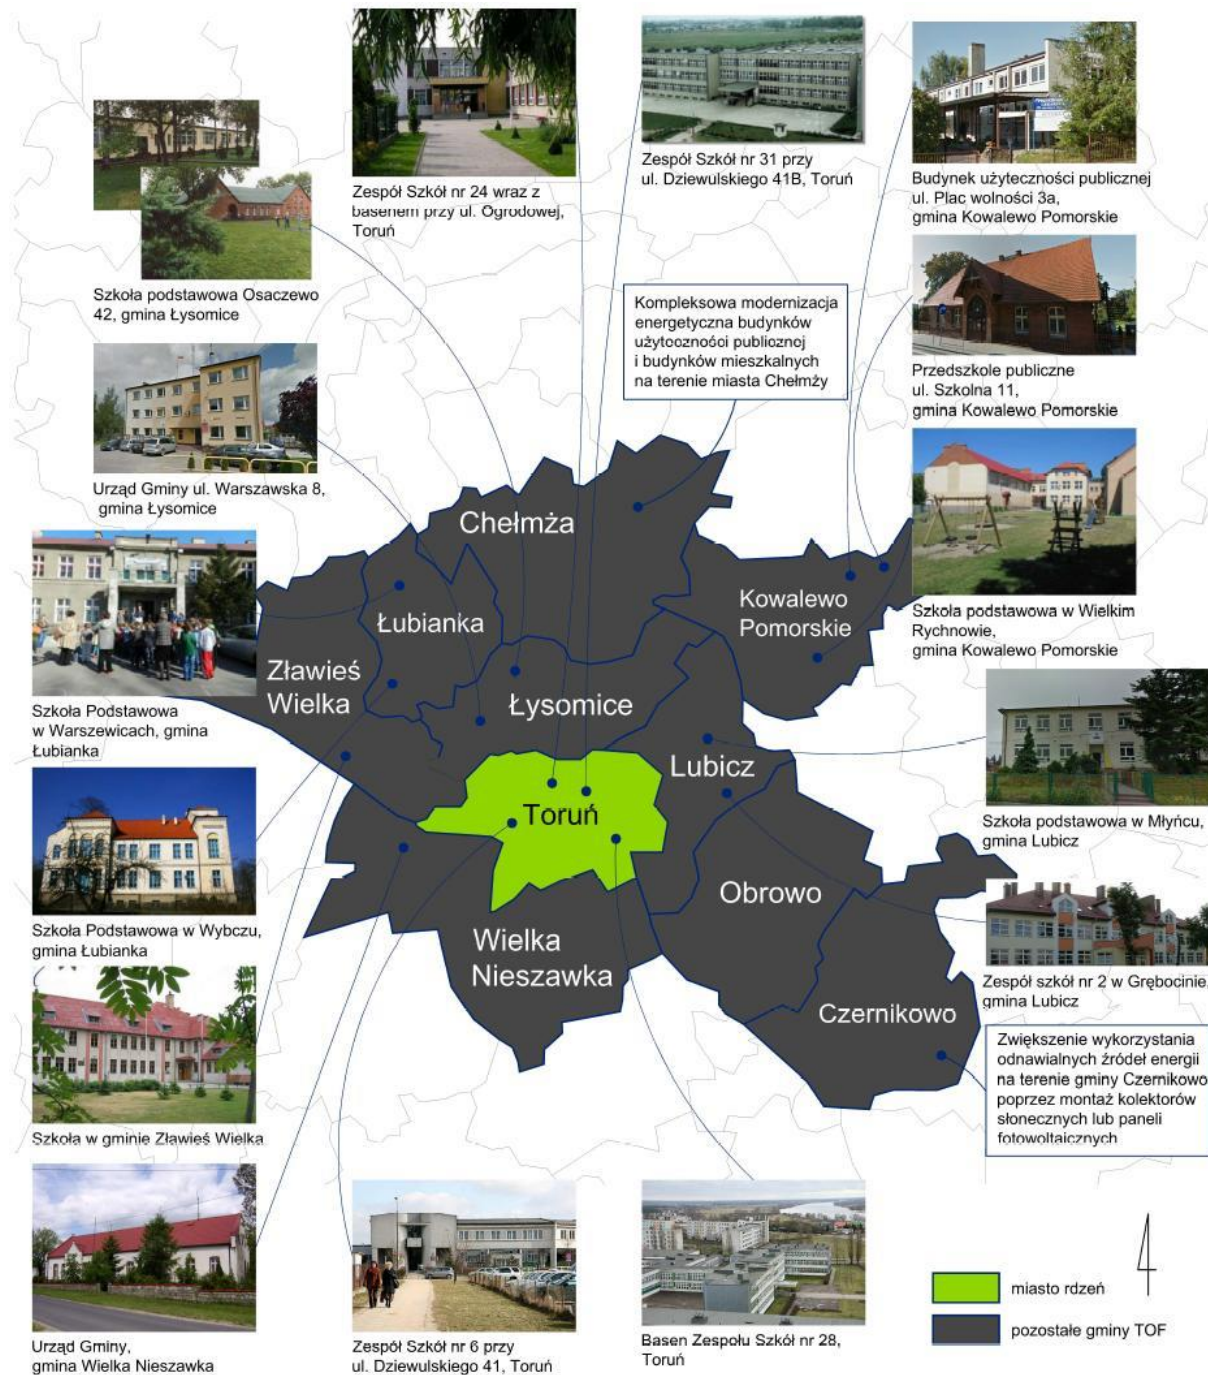 Zespół Szkół nr 24 wraz z
basenem przy ul. Ogrodowej,
Toruń
Zespół Szkół nr 31 przy
ul. Dziewulskiego 41B, Toruń
Budynek użyteczności publicznej
ul. Plac wolności 3a,
gmina Kowalewo Pomorskie
Szkoła podstawowa Osaczewo
42, gmina Łysomice
Kompleksowa modernizacja
energetyczna budynków
użyteczności publicznej
i budynków mieszkalnych
na terenie miasta Chełmży
Przedszkole publiczne
ul. Szkolna 11,
gmina Kowalewo Pomorskie
Urząd Gminy ul. Warszawska 8,
gmina Łysomice
Szkoła podstawowa w Wielkim
Rychnowie,
gmina Kowalewo Pomorskie
Chełmża
Łubianka
Kowalewo
Pomorskie
Zławieś
Wielka
Łysomice
Lubicz
Toruń
Obrowo
Wielka
Nieszawka
Czernikowo
Szkoła Podstawowa
w Warszewicach, gmina
Łubianka
Szkoła podstawowa w Młyńcu,
gmina Lubicz
Szkoła Podstawowa w Wybczu,
gmina Łubianka
Zespół szkół nr 2 w Grębocinie,
gmina Lubicz
Zwiększenie wykorzystania
odnawialnych źródeł energii
na terenie gminy Czernikowo
poprzez montaż kolektorów
słonecznych lub paneli
fotowoltaicznych
Szkoła w gminie Zławieś Wielka
Urząd Gminy,
gmina Wielka Nieszawka
Zespół Szkół nr 6 przy
ul. Dziewulskiego 41, Toruń
Basen Zespołu Szkół nr 28,
Toruń
miasto rdzeń
pozostałe gminy TOF